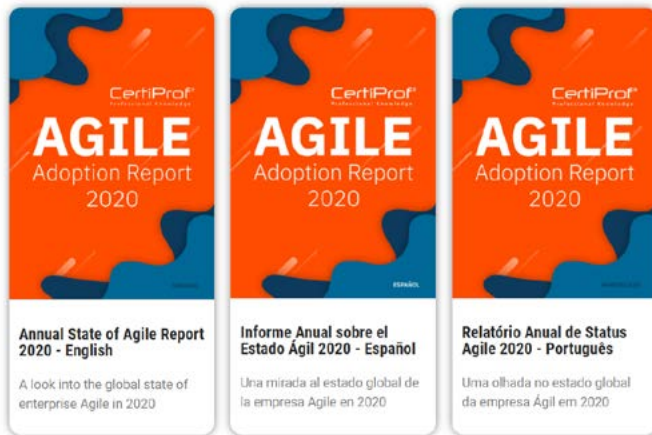 CertiProf®
Professional Knowledge
AGILE
Adoption Report
2020
Annual State of Agile Report
2020 - English
A look into the global state of
enterprise Agile in 2020
CertiProf®
Professional Knowledge
AGILE
Adoption Report
2020
ESPAÑOL
Informe Anual sobre el
Estado Ágil 2020 - Español
Una mirada al estado global de
la empresa Agile en 2020
CertiProf®
Professional Knowledge
AGILE
Adoption Report
2020
Relatório Anual de Status
Agile 2020 - Português
Uma olhada no estado global
da empresa Ágil em 2020